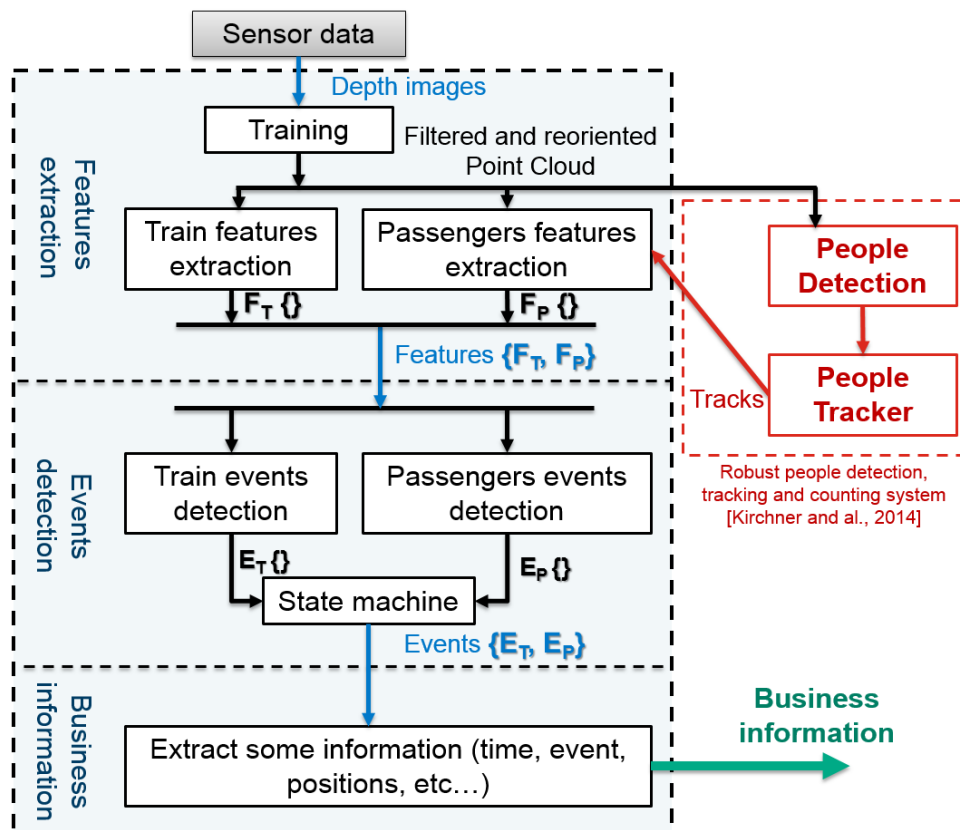 Sensor data
Depth images
Training
Filtered and reoriented
Point Cloud
Features
extraction
Train features
extraction
Passengers features
extraction
People
Detection
F_T {}
F_P {}
Features {F_T, F_P}
People
Tracker
Tracks
Robust people detection,
tracking and counting system
[Kirchner and al., 2014]
Events
detection
Train events
detection
Passengers events
detection
E_T {}
E_P {}
State machine
Events {E_T, E_P}
Business
information
Extract some information (time, event,
positions, etc…)
Business
information